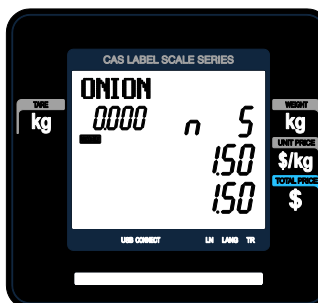 CAS LABEL SCALE SERIES
ONION
TARE
kg
0.000 n 5
WEIGHT
kg
1.50
UNIT PRICE
$/kg
1.50
TOTAL PRICE
$
USB CONNECT LN LANG TR